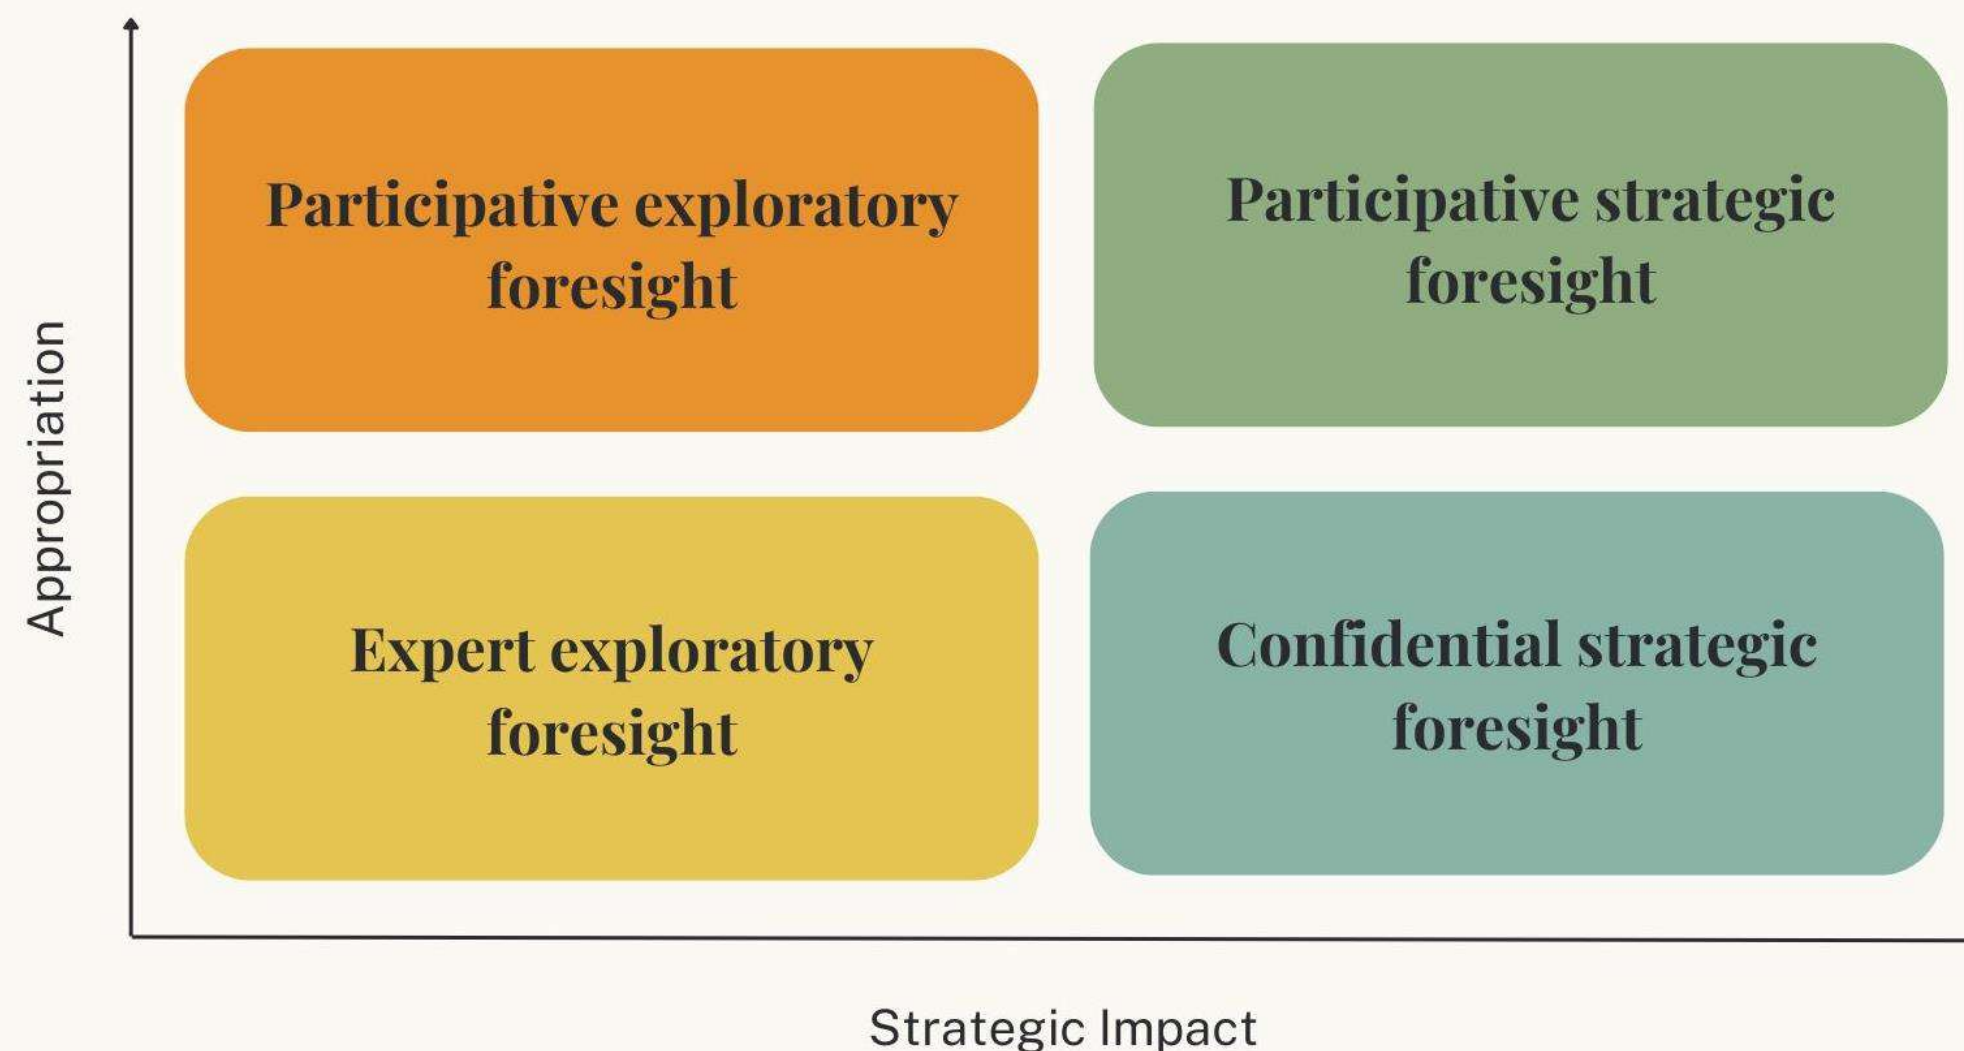 Participative exploratory
foresight
Participative strategic
foresight
Appropriation
Expert exploratory
foresight
Confidential strategic
foresight
Strategic Impact